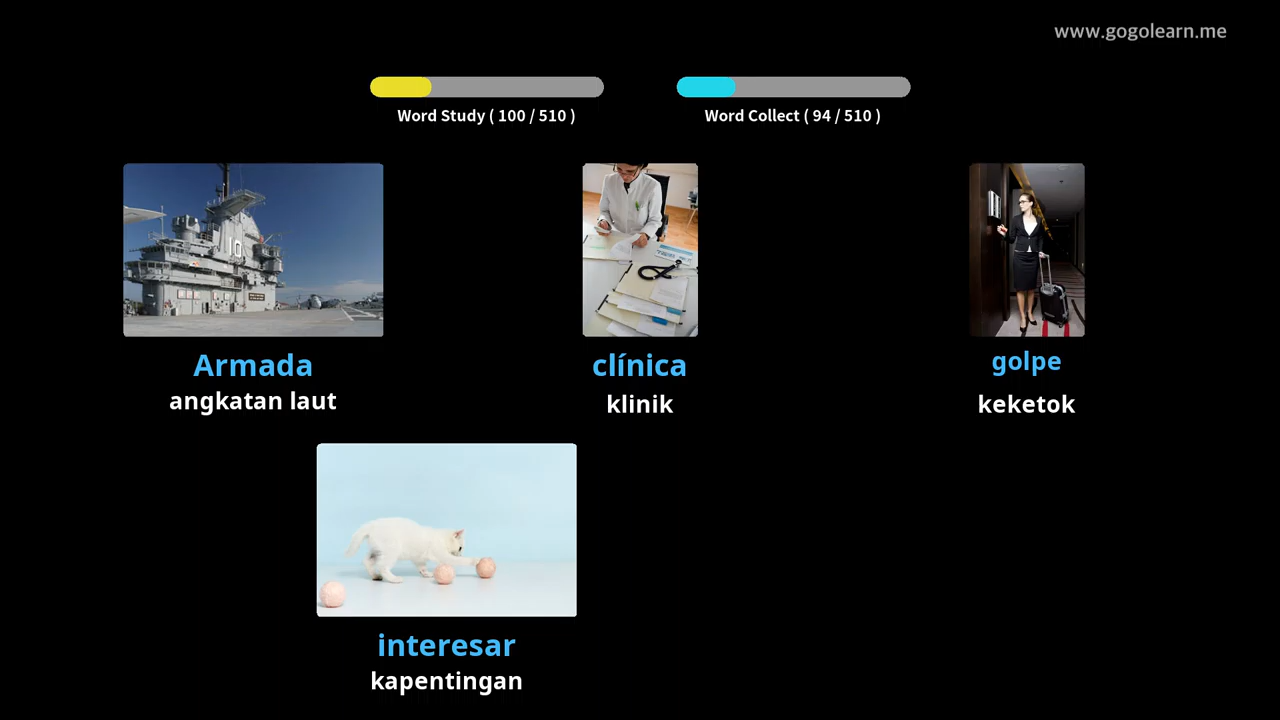 www.gogolearn.me
Word Study ( 100 / 510 )
Word Collect ( 94 / 510 )
10
Armada
angkatan laut
clínica
klinik
golpe
keketok
interesar
kapentingan